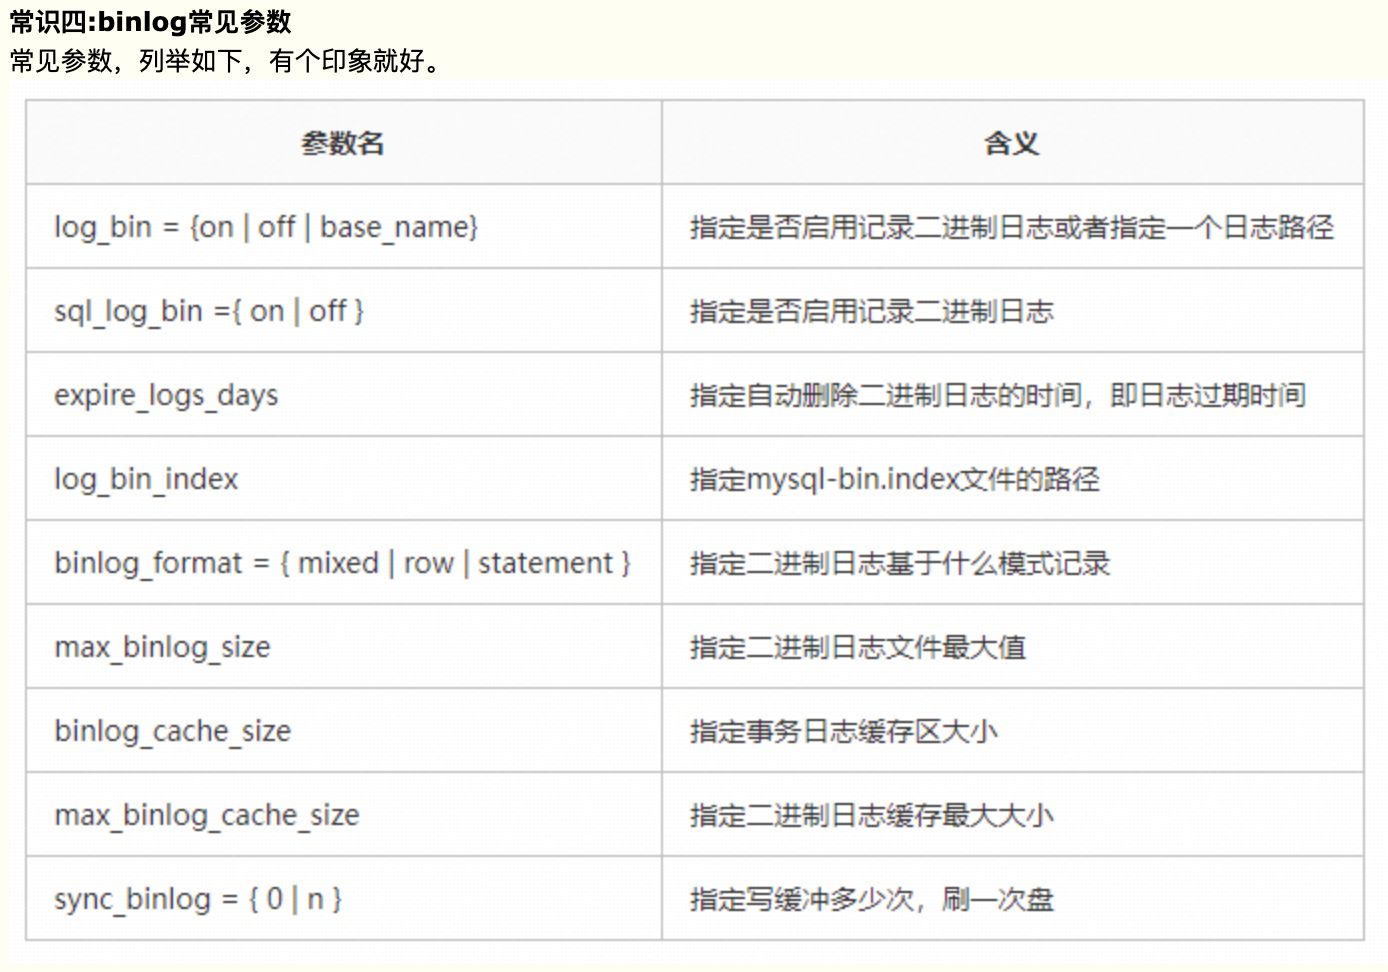 常识四:binlog常见参数
常见参数，列举如下，有个印象就好。
参数名 含义
log_bin = {on | off | base_name} 指定是否启用记录二进制日志或者指定一个日志路径
sql_log_bin ={ on | off } 指定是否启用记录二进制日志
expire_logs_days 指定自动删除二进制日志的时间，即日志过期时间
log_bin_index 指定mysql-bin.index文件的路径
binlog_format = { mixed | row | statement } 指定二进制日志基于什么模式记录
max_binlog_size 指定二进制日志文件最大值
binlog_cache_size 指定事务日志缓存区大小
max_binlog_cache_size 指定二进制日志缓存最大大小
sync_binlog = { 0 | n } 指定写缓冲多少次，刷一次盘